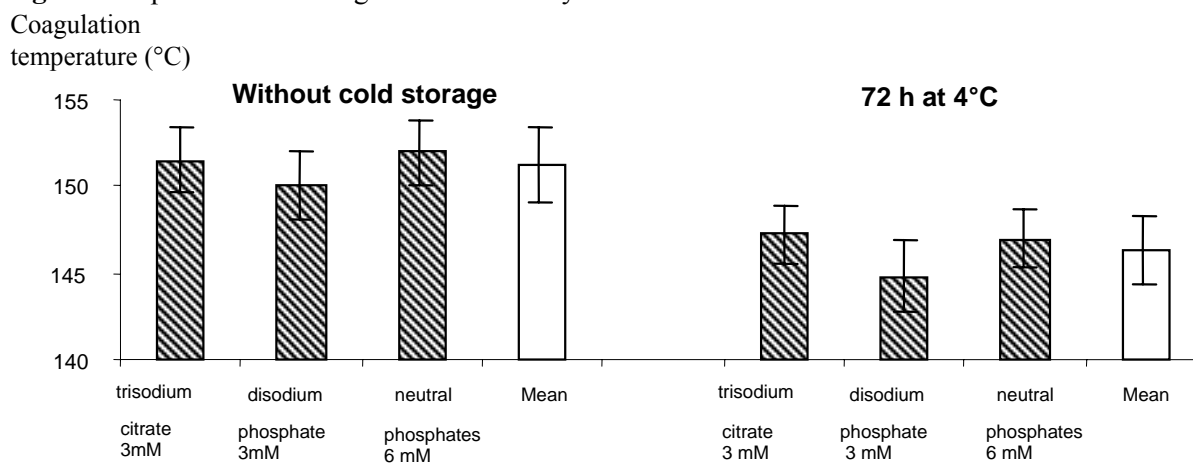 Coagulation
temperature (°C)
Without cold storage
72 h at 4°C
155
150
145
140
trisodium disodium neutral Mean trisodium disodium neutral Mean
citrate phosphate phosphates citrate phosphate phosphates
3mM 3mM 6 mM 3 mM 3 mM 6 mM